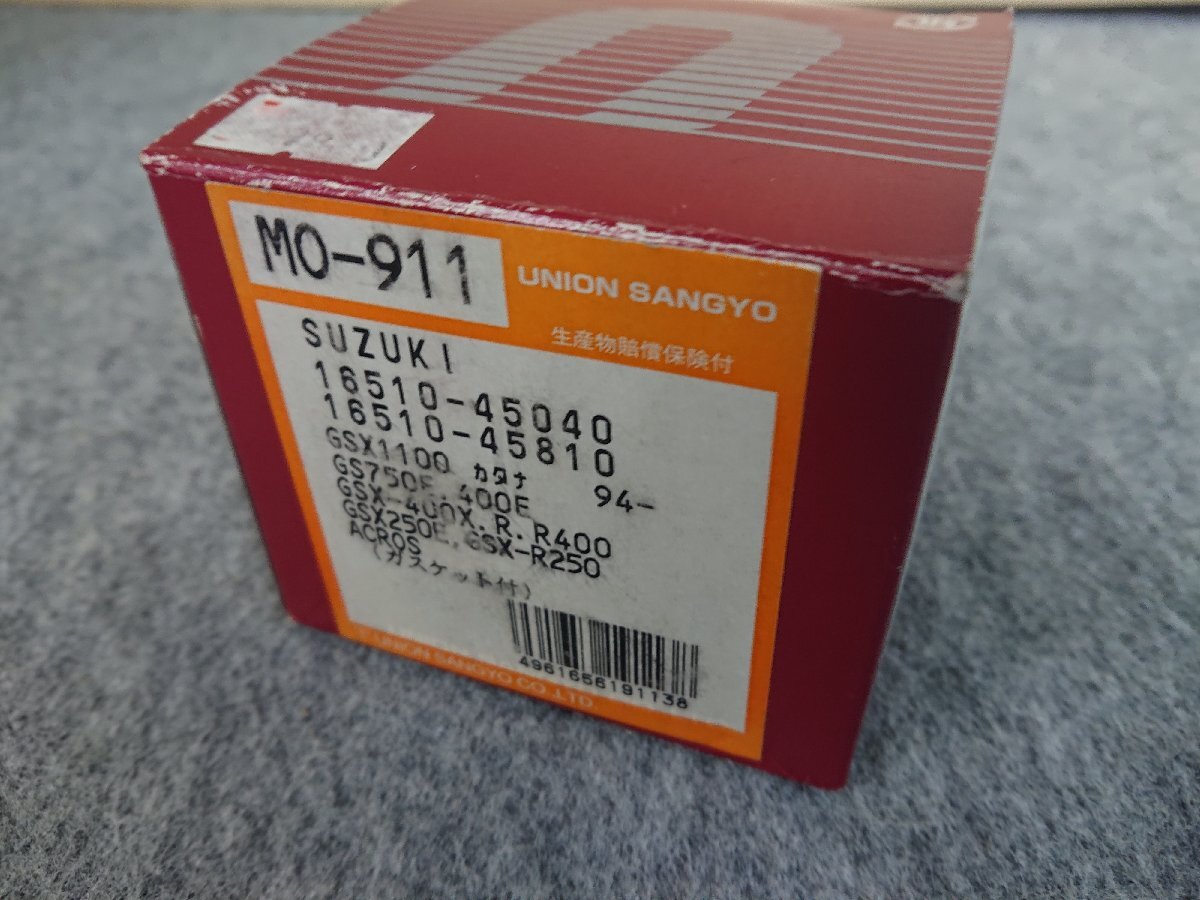 MO-911
UNION SANGYO
生産物賠償保険付
SUZUKI
16510-45040
16510-45810
GSX1100 カタナ 94-
GS750E.400E
GSX-400X.R.R400
GSX250E.GSX-R250
ACROS
(ガスケット付)
4961656191138
UNION SANGYO CO.,LTD.